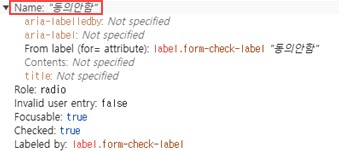 Name: "동의안함"
aria-labelledby: Not specified
aria-label: Not specified
From label (for= attribute): label.form-check-label "동의안함"
Contents: Not specified
title: Not specified
Role: radio
Invalid user entry: false
Focusable: true
Checked: true
Labeled by: label.form-check-label